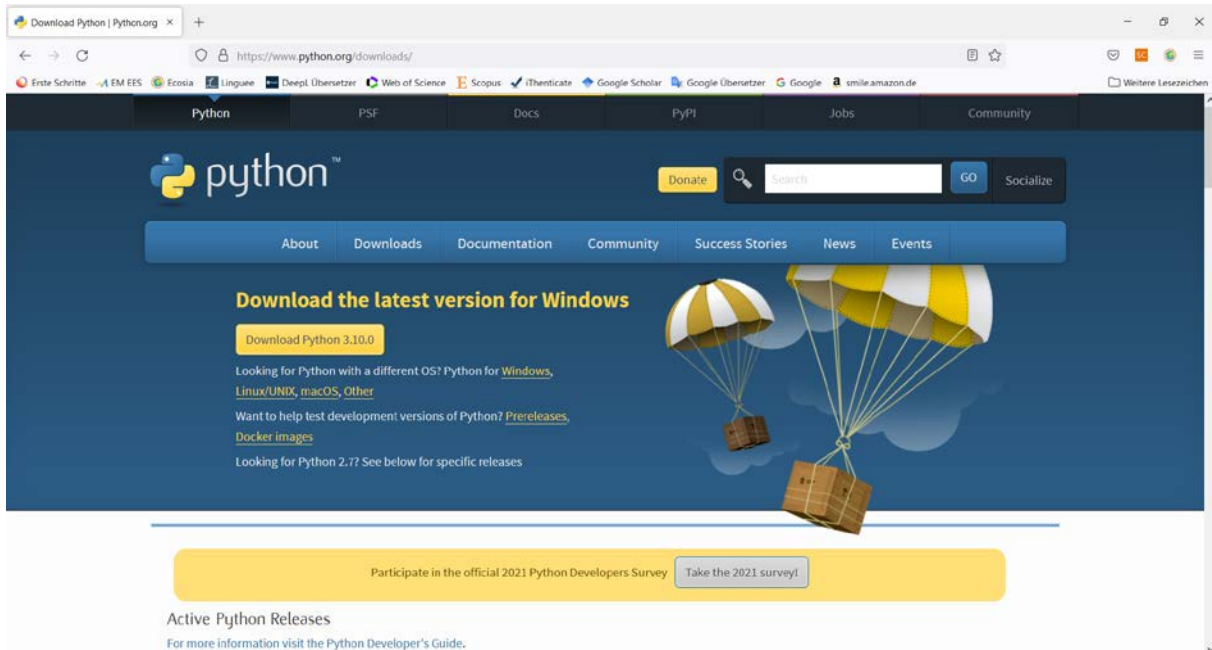 Download Python | Python.org
https://www.python.org/downloads/
Erste Schritte EM EES Ecosia Linguee DeepL Übersetzer Web of Science Scopus iThenticate Google Scholar Google Übersetzer Google smile.amazon.de Weitere Lesezeichen
Python PSF Docs PyPI Jobs Community
python™
Donate Search GO Socialize
About Downloads Documentation Community Success Stories News Events
Download the latest version for Windows
Download Python 3.10.0
Looking for Python with a different OS? Python for Windows,
Linux/UNIX, macOS, Other
Want to help test development versions of Python? Prereleases,
Docker images
Looking for Python 2.7? See below for specific releases
Participate in the official 2021 Python Developers Survey Take the 2021 survey!
Active Python Releases
For more information visit the Python Developer's Guide.